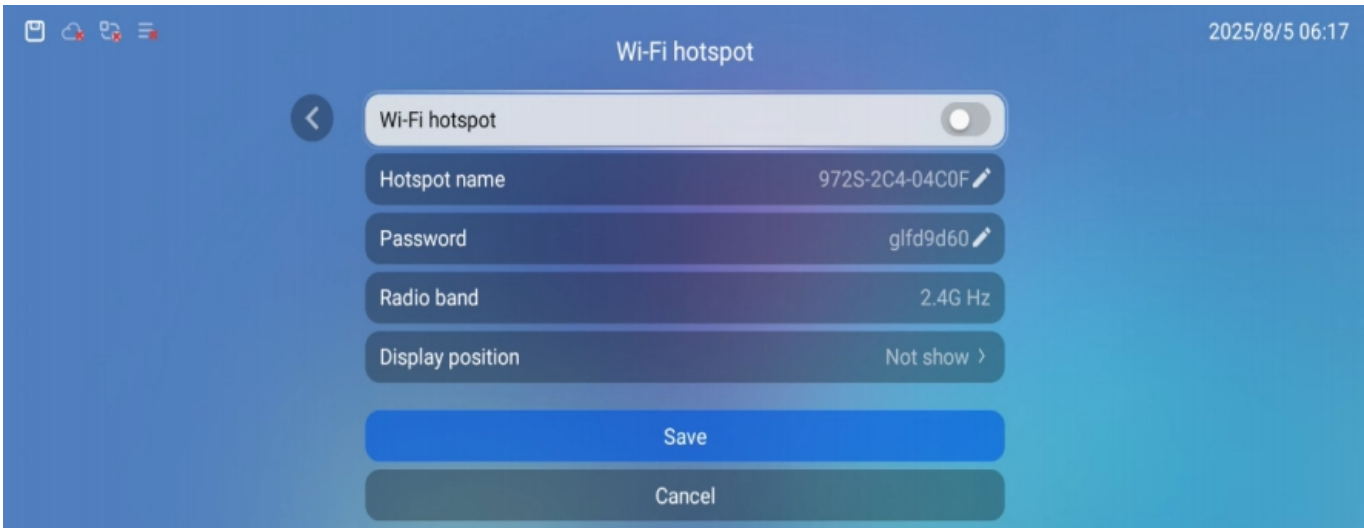 2025/8/5 06:17
Wi-Fi hotspot
Wi-Fi hotspot
Hotspot name 972S-2C4-04C0F
Password glfd9d60
Radio band 2.4G Hz
Display position Not show
Save
Cancel